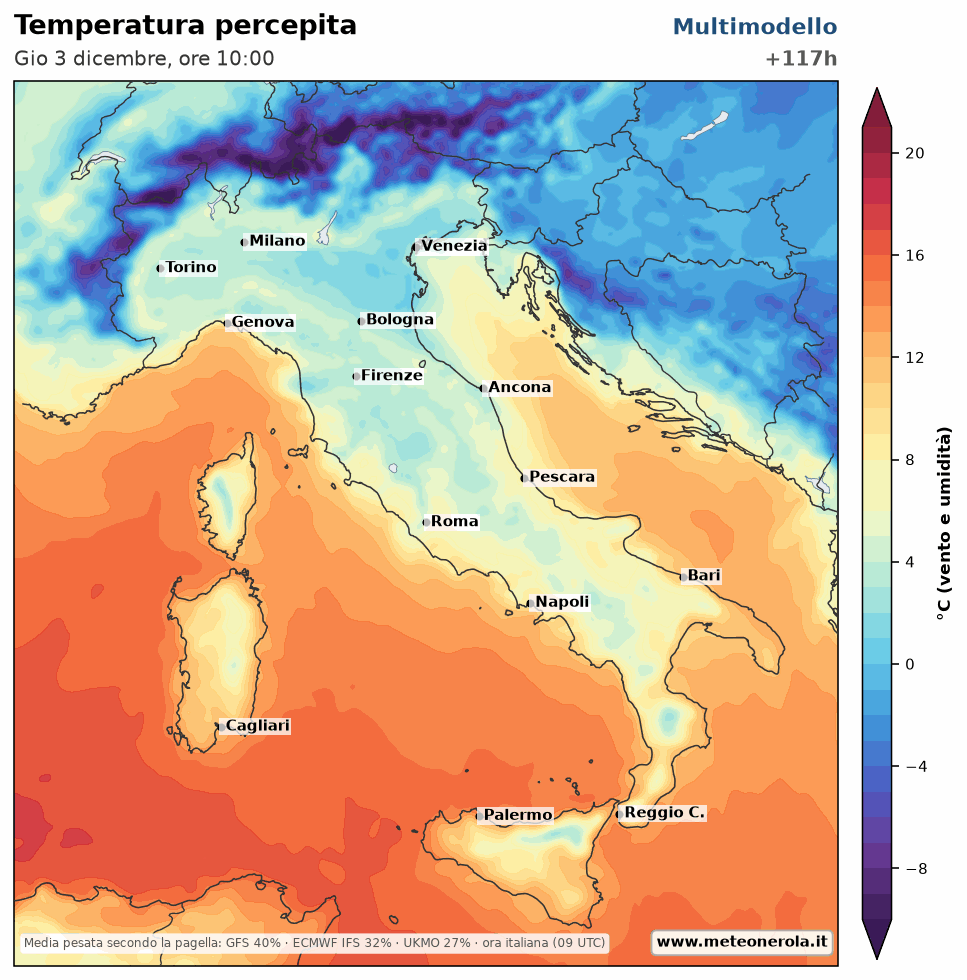 Temperatura percepita
Multimodello
Gio 3 dicembre, ore 10:00
+117h
Milano
Venezia
Torino
Genova
Bologna
Firenze
Ancona
Pescara
Roma
Bari
Napoli
Cagliari
Palermo
Reggio C.
20
16
12
8
4
0
−4
−8
°C (vento e umidità)
Media pesata secondo la pagella: GFS 40% · ECMWF IFS 32% · UKMO 27% · ora italiana (09 UTC)
www.meteonerola.it